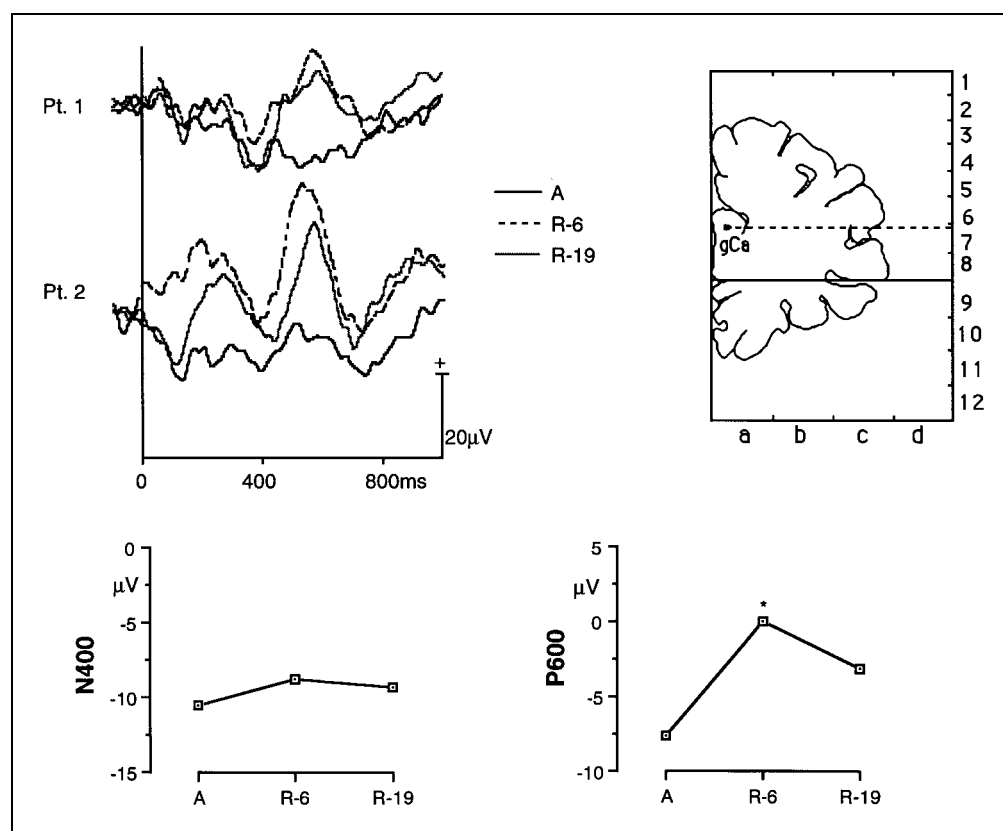 Pt. 1
Pt. 2
A
R-6
R-19
+
20μV
0 400 800ms
1
2
3
4
5
6
7
8
9
10
11
12
gCa
a b c d
N400
μV
0
-5
-10
-15
A R-6 R-19
P600
μV
5
0
-5
-10
*
A R-6 R-19